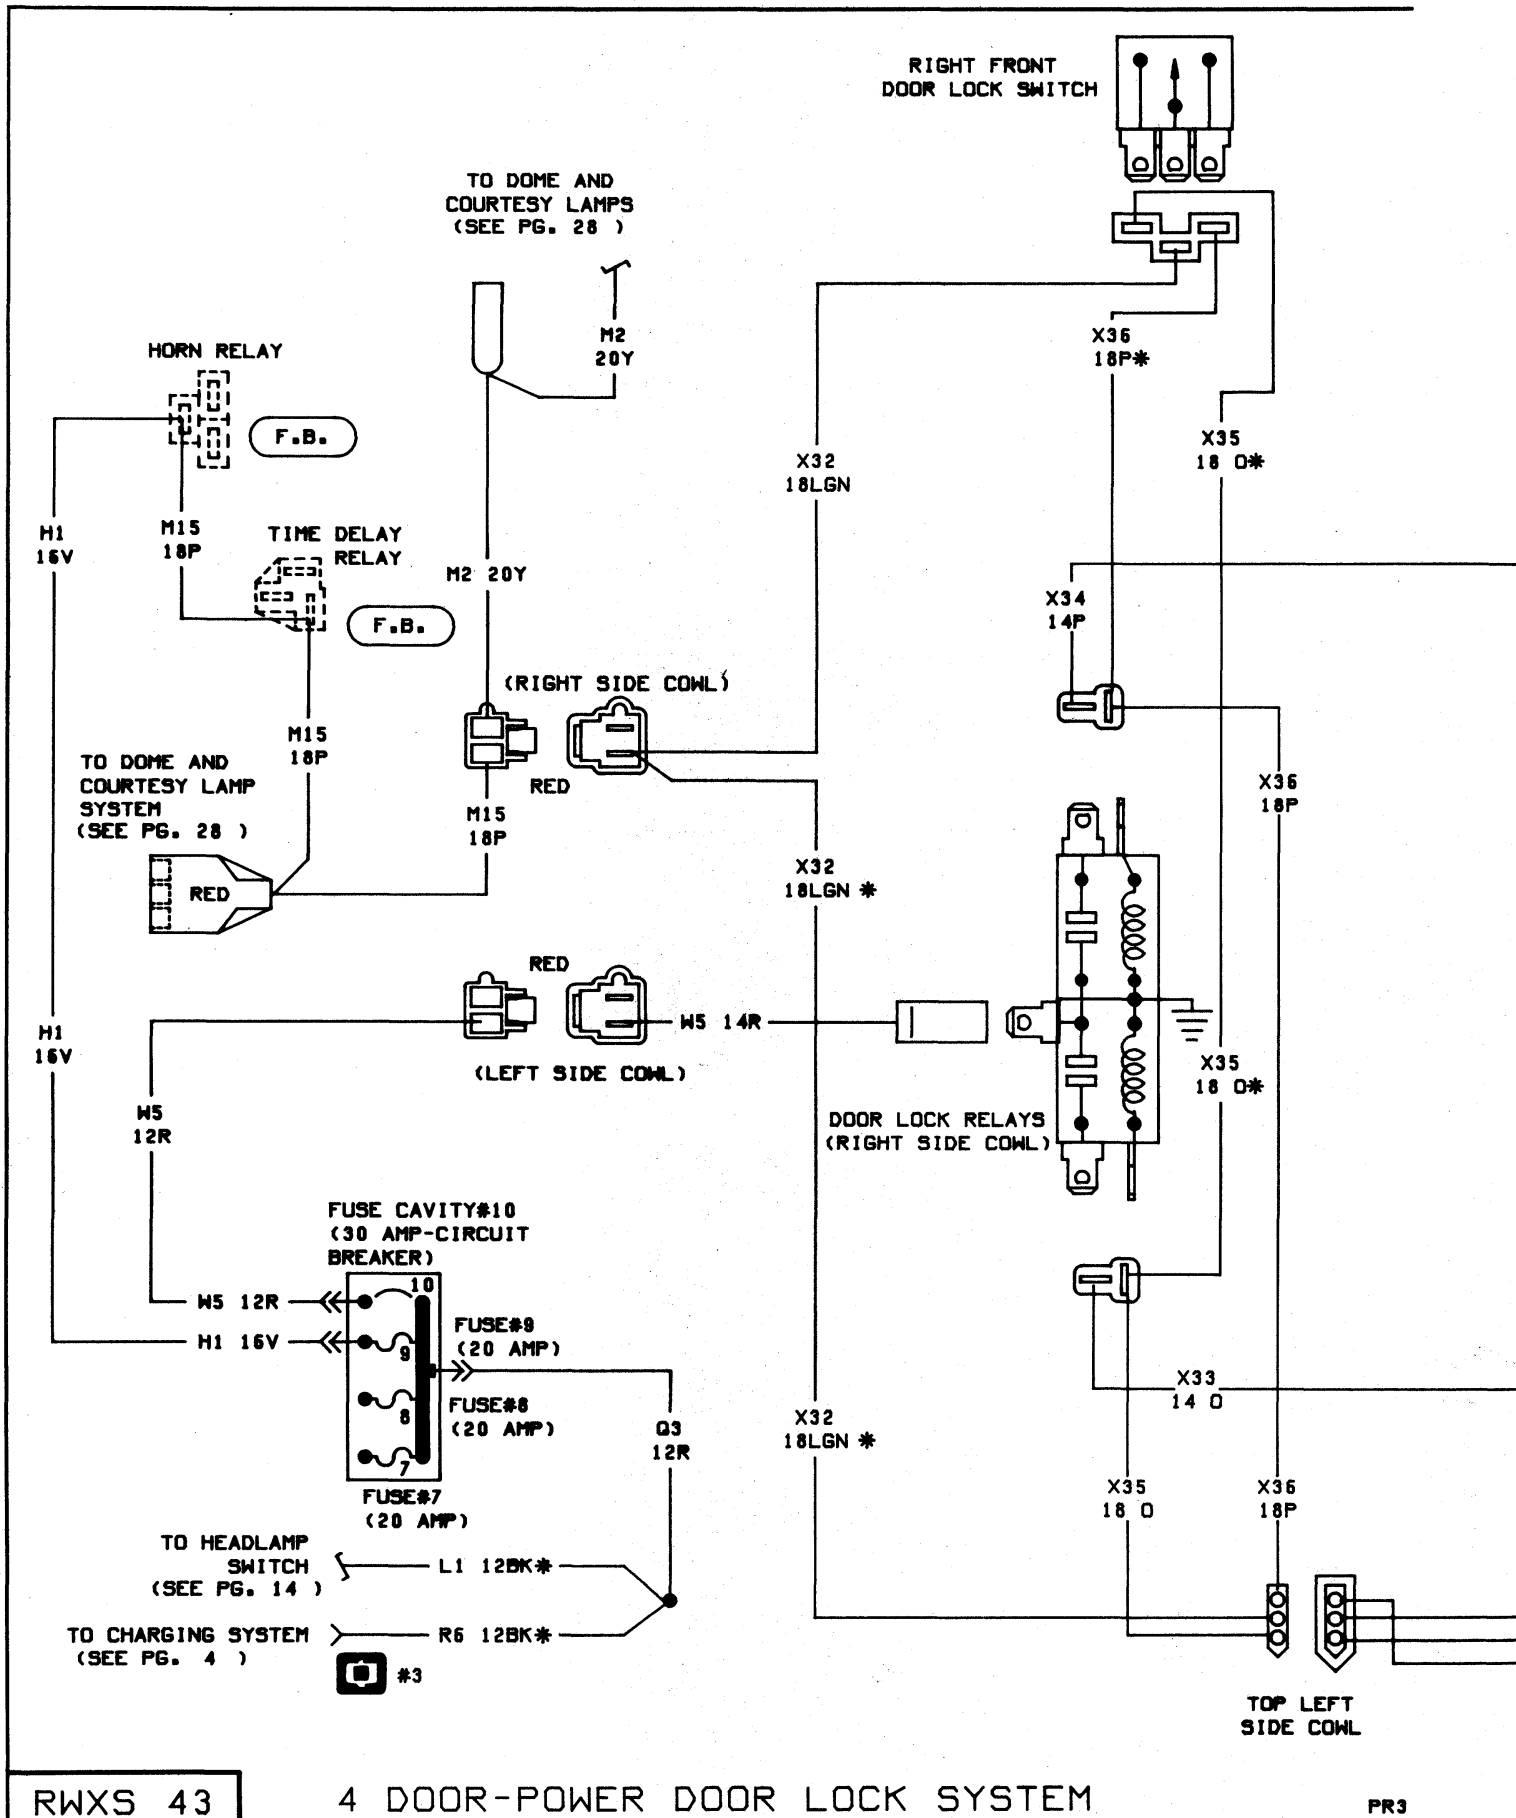 RIGHT FRONT
DOOR LOCK SWITCH
TO DOME AND
COURTESY LAMPS
(SEE PG. 28 )
M2
20Y
X36
18P*
HORN RELAY
F.B.
X35
18 O*
X32
18LGN
H1
16V
M15
18P
TIME DELAY
RELAY
M2 20Y
X34
14P
F.B.
(RIGHT SIDE COWL)
M15
18P
TO DOME AND
COURTESY LAMP
SYSTEM
(SEE PG. 28 )
RED
X36
18P
M15
18P
X32
18LGN *
RED
RED
W5 14R
H1
16V
X35
18 O*
(LEFT SIDE COWL)
W5
12R
DOOR LOCK RELAYS
(RIGHT SIDE COWL)
FUSE CAVITY#10
(30 AMP-CIRCUIT
BREAKER)
10
W5 12R
FUSE#9
(20 AMP)
H1 16V
9
X33
14 O
FUSE#8
(20 AMP)
8
Q3
12R
X32
18LGN *
7
FUSE#7
(20 AMP)
X35
18 O
X36
18P
TO HEADLAMP
SWITCH
(SEE PG. 14 )
L1 12BK*
TO CHARGING SYSTEM
(SEE PG. 4 )
R6 12BK*
#3
TOP LEFT
SIDE COWL
RWXS 43
4 DOOR-POWER DOOR LOCK SYSTEM
PR3